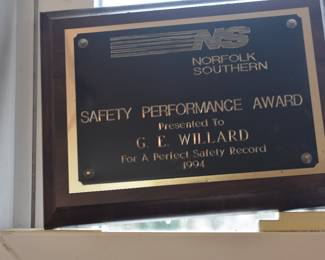 NS
NORFOLK
SOUTHERN
SAFETY PERFORMANCE AWARD
Presented To
G. E. WILLARD
For A Perfect Safety Record
1994